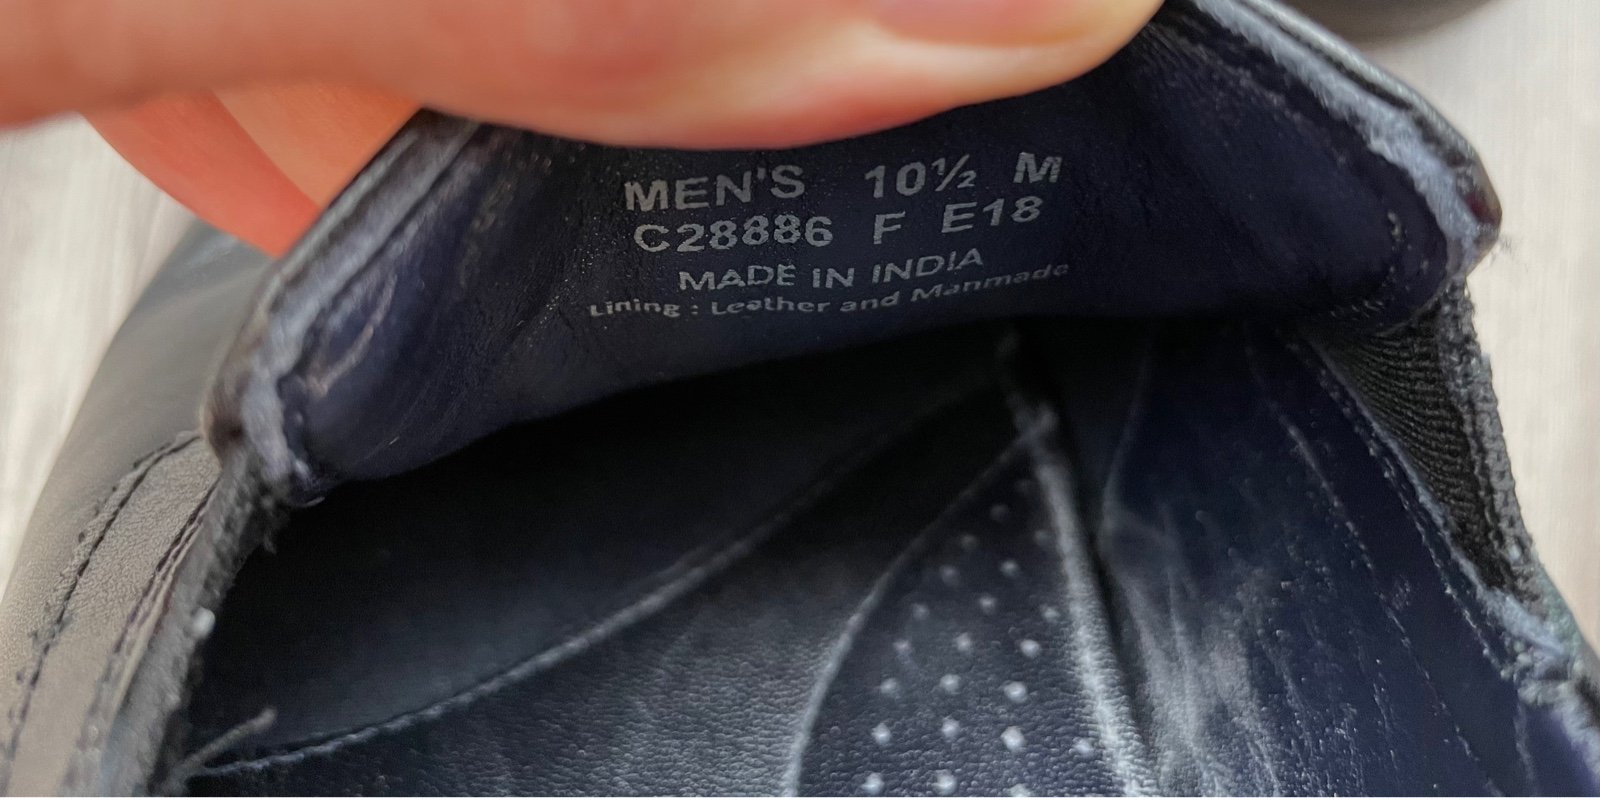 MEN'S 10½ M
C28886 F E18
MADE IN INDIA
Lining : Leather and Manmade